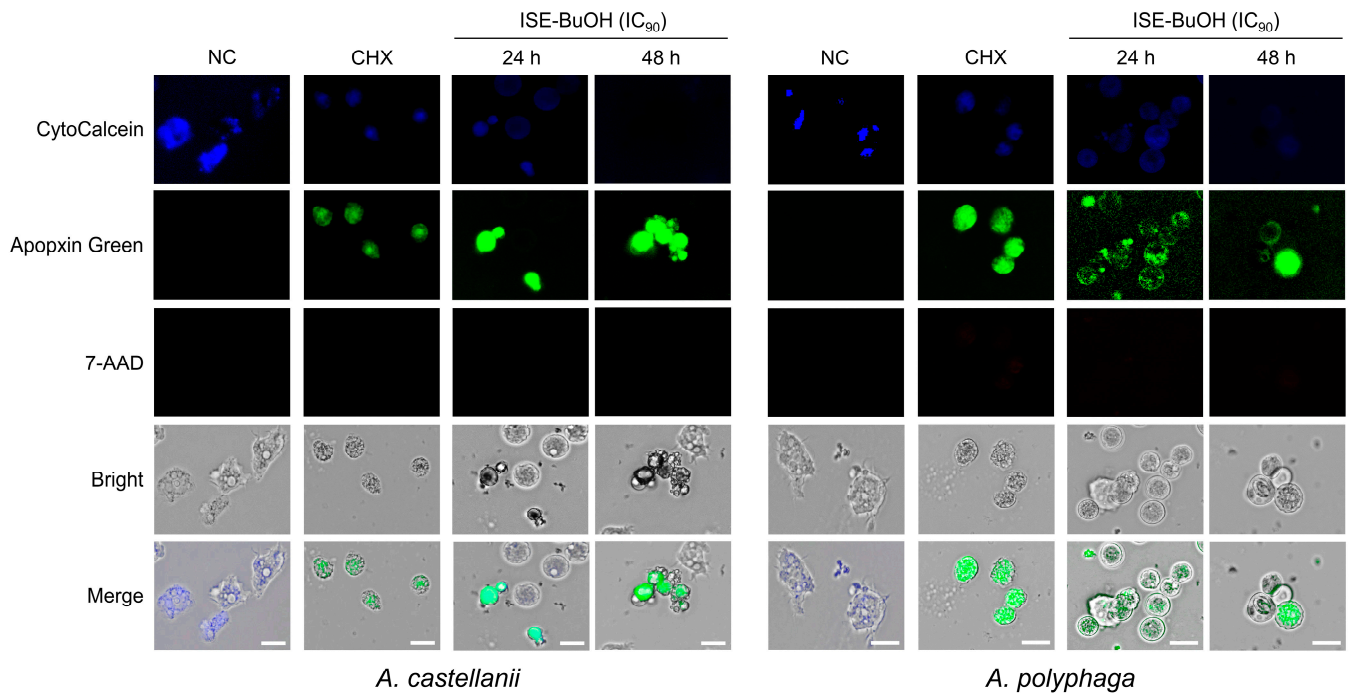 ISE-BuOH (IC90) ISE-BuOH (IC90)
NC CHX 24 h 48 h NC CHX 24 h 48 h
CytoCalcein
Apopxin Green
7-AAD
Bright
Merge
A. castellanii A. polyphaga